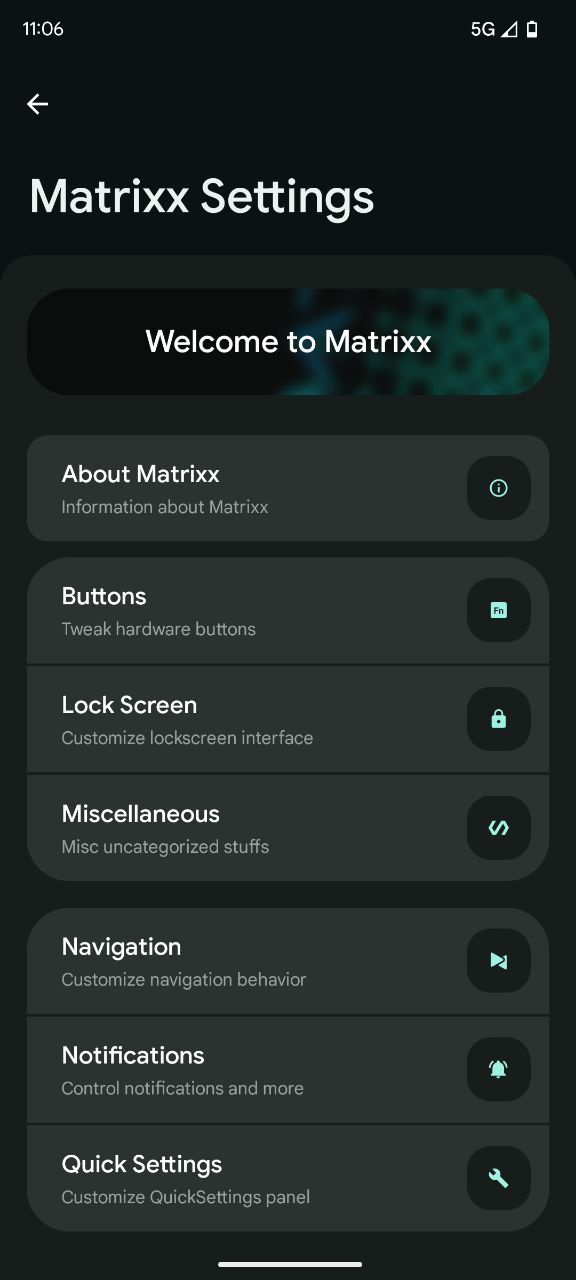 11:06
5G
Matrixx Settings
Welcome to Matrixx
About Matrixx
Information about Matrixx
Buttons
Tweak hardware buttons
Fn
Lock Screen
Customize lockscreen interface
Miscellaneous
Misc uncategorized stuffs
Navigation
Customize navigation behavior
Notifications
Control notifications and more
Quick Settings
Customize QuickSettings panel